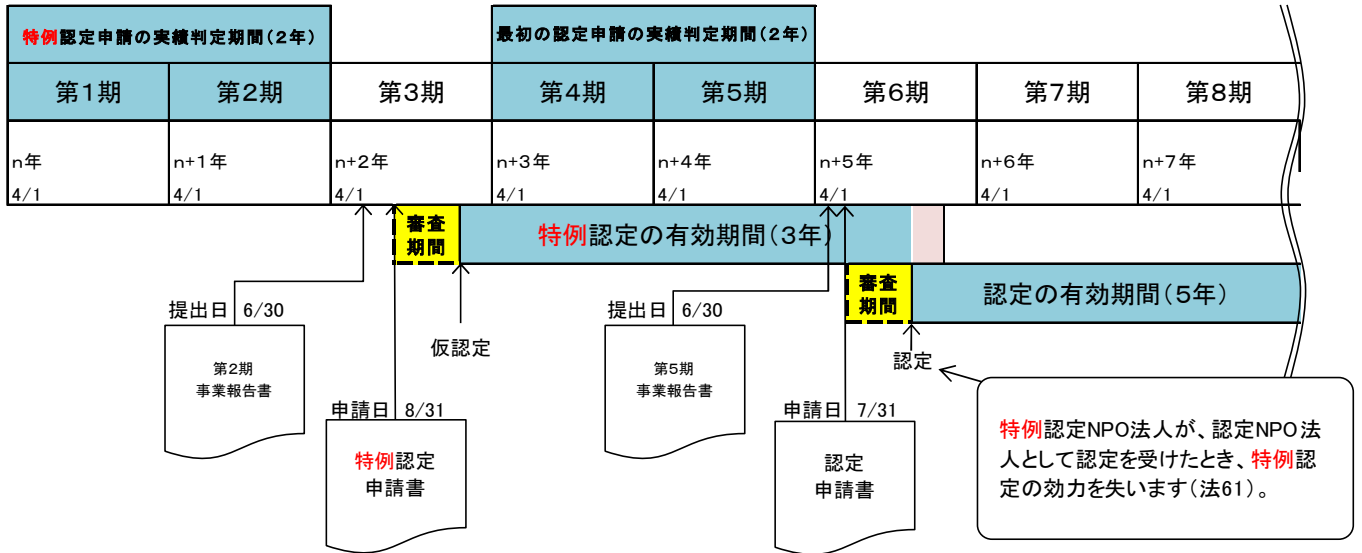 特例認定申請の実績判定期間(2年)
最初の認定申請の実績判定期間(2年)
第1期
第2期
第3期
第4期
第5期
第6期
第7期
第8期
n年
n+1年
n+2年
n+3年
n+4年
n+5年
n+6年
n+7年
4/1
4/1
4/1
4/1
4/1
4/1
4/1
4/1
審査
期間
特例認定の有効期間(3年)
審査
期間
認定の有効期間(5年)
提出日 6/30
仮認定
提出日 6/30
認定
第2期
事業報告書
第5期
事業報告書
申請日 8/31
申請日 7/31
特例認定
申請書
認定
申請書
特例認定NPO法人が、認定NPO法
人として認定を受けたとき、特例認
定の効力を失います(法61)。